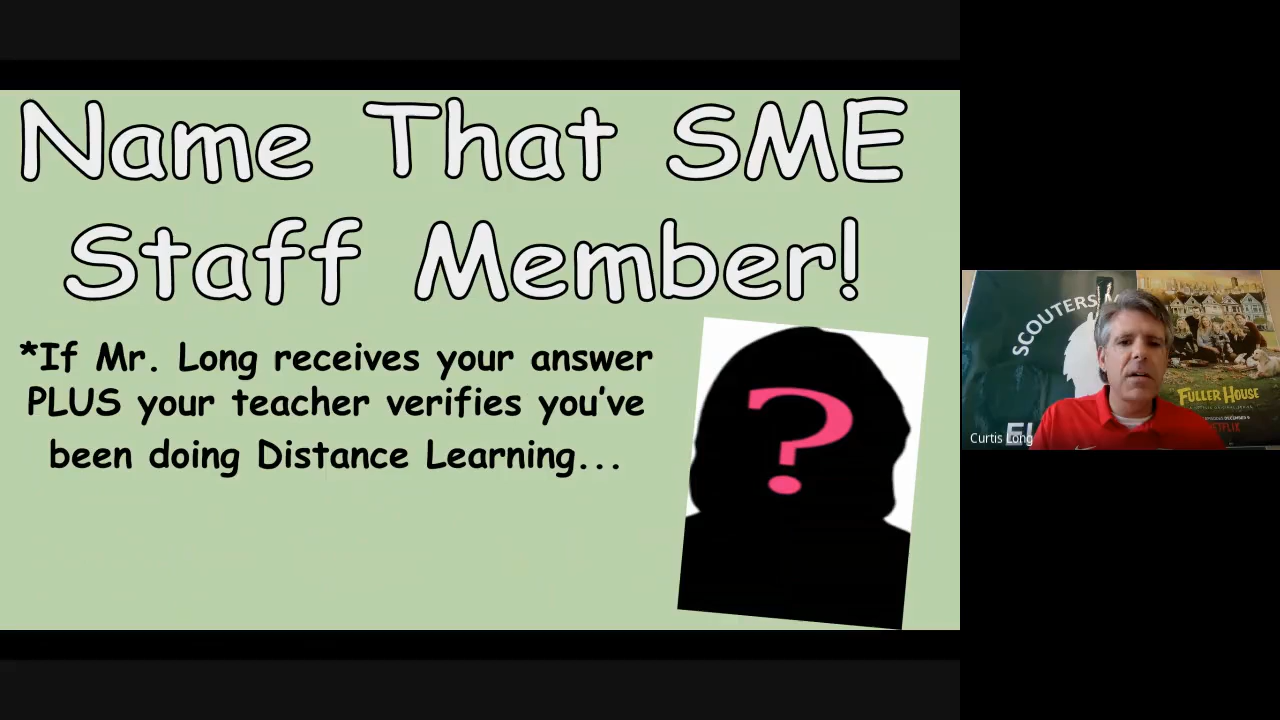 Name That SME
Staff Member!
*If Mr. Long receives your answer
PLUS your teacher verifies you've
been doing Distance Learning...
?
SCOUTERS
FULLER HOUSE
NETFLIX
Curtis Long